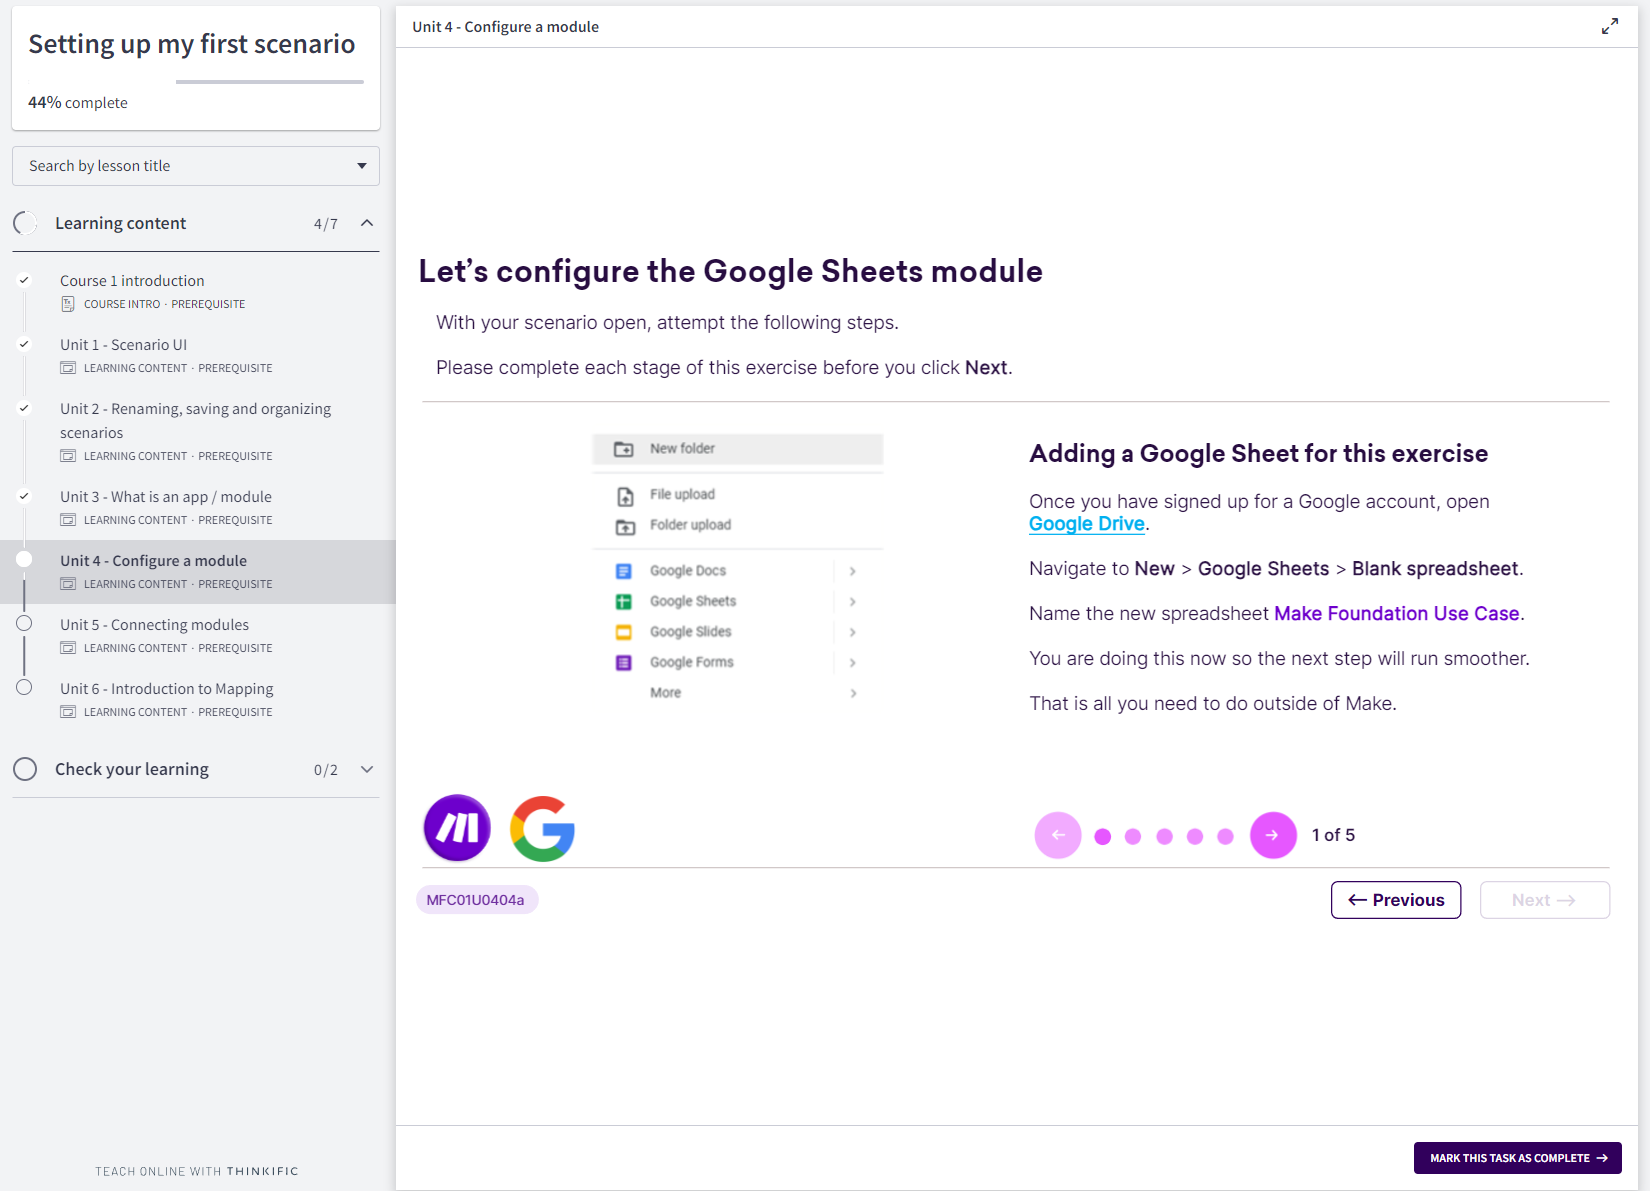 Setting up my first scenario
44% complete
Search by lesson title
Learning content 4/7
Course 1 introduction
COURSE INTRO · PREREQUISITE
Unit 1 - Scenario UI
LEARNING CONTENT · PREREQUISITE
Unit 2 - Renaming, saving and organizing
scenarios
LEARNING CONTENT · PREREQUISITE
Unit 3 - What is an app / module
LEARNING CONTENT · PREREQUISITE
Unit 4 - Configure a module
LEARNING CONTENT · PREREQUISITE
Unit 5 - Connecting modules
LEARNING CONTENT · PREREQUISITE
Unit 6 - Introduction to Mapping
LEARNING CONTENT · PREREQUISITE
Check your learning 0/2
TEACH ONLINE WITH THINKIFIC
Unit 4 - Configure a module
Let's configure the Google Sheets module
With your scenario open, attempt the following steps.
Please complete each stage of this exercise before you click Next.
New folder
File upload
Folder upload
Google Docs
Google Sheets
Google Slides
Google Forms
More
Adding a Google Sheet for this exercise
Once you have signed up for a Google account, open
Google Drive.
Navigate to New > Google Sheets > Blank spreadsheet.
Name the new spreadsheet Make Foundation Use Case.
You are doing this now so the next step will run smoother.
That is all you need to do outside of Make.
1 of 5
MFC01U0404a
← Previous
Next →
MARK THIS TASK AS COMPLETE →